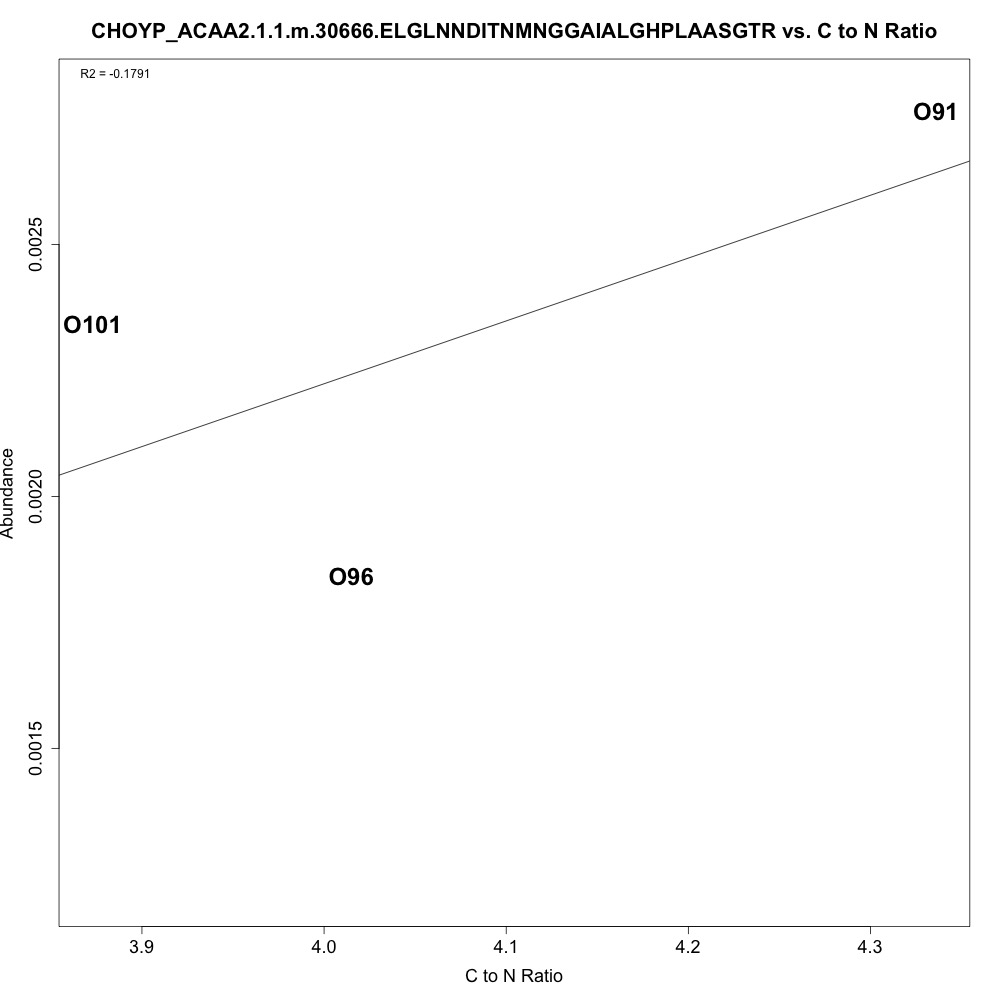 CHOYP_ACAA2.1.1.m.30666.ELGLNNDITNMNGGAIALGHPLAASGTR vs. C to N Ratio
R2 = -0.1791
O91
0.0025
O101
0.0020
Abundance
O96
0.0015
3.9 4.0 4.1 4.2 4.3
C to N Ratio